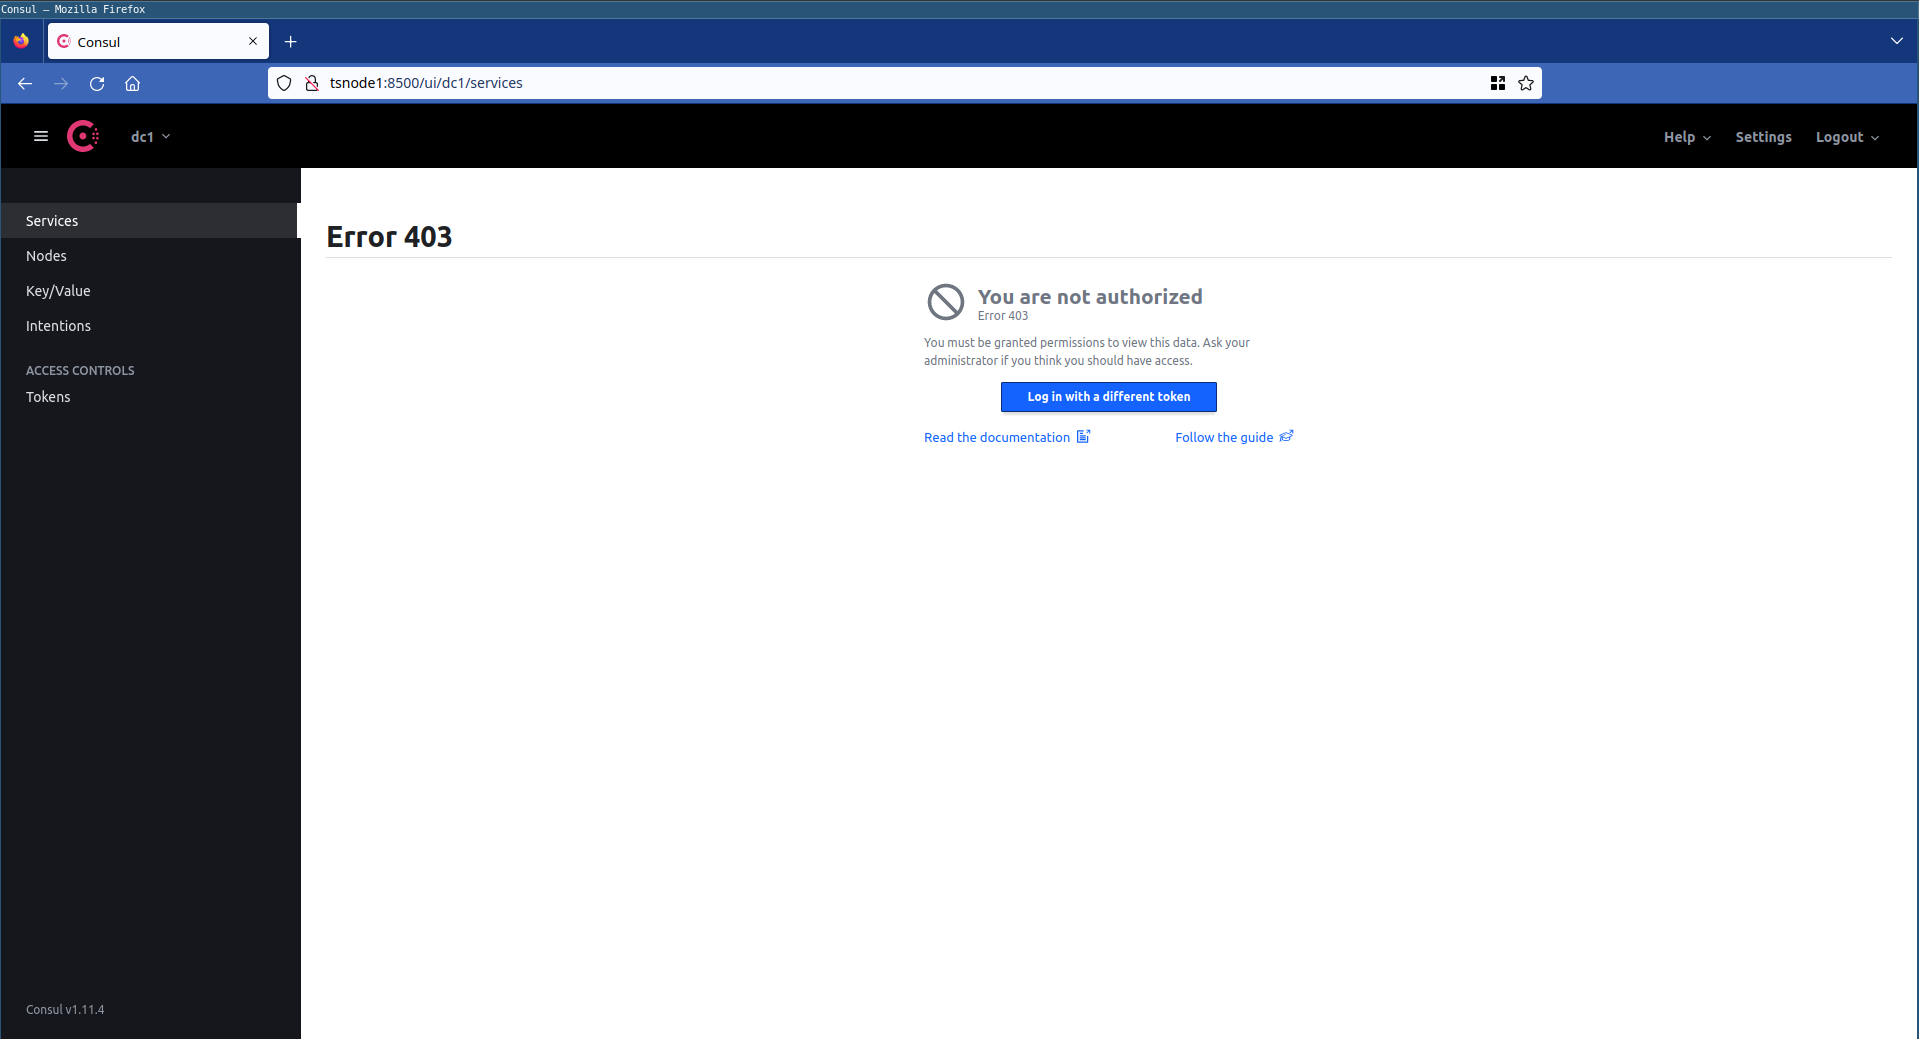 Consul — Mozilla Firefox
Consul
tsnode1:8500/ui/dc1/services
dc1
Help
Settings
Logout
Services
Nodes
Key/Value
Intentions
ACCESS CONTROLS
Tokens
Error 403
You are not authorized
Error 403
You must be granted permissions to view this data. Ask your
administrator if you think you should have access.
Log in with a different token
Read the documentation
Follow the guide
Consul v1.11.4